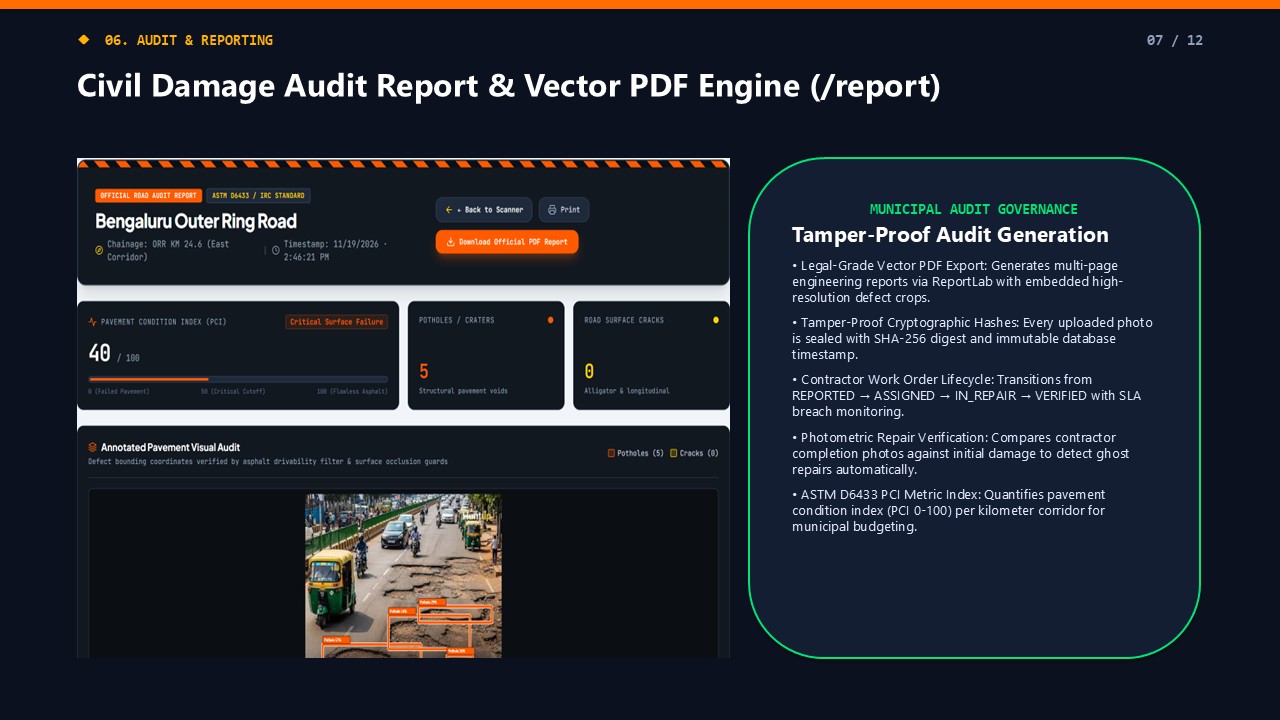 06. AUDIT & REPORTING
07 / 12
Civil Damage Audit Report & Vector PDF Engine (/report)
OFFICIAL ROAD AUDIT REPORT
ASTM D6433 / IRC STANDARD
Bengaluru Outer Ring Road
Chainage: ORR KM 24.6 (East
Corridor)
| Timestamp: 11/19/2026 ·
2:46:21 PM
← Back to Scanner
Print
Download Official PDF Report
PAVEMENT CONDITION INDEX (PCI)
Critical Surface Failure
40 / 100
0 (Failed Pavement)
50 (Critical Cutoff)
100 (Flawless Asphalt)
POTHOLES / CRATERS
5
Structural pavement voids
ROAD SURFACE CRACKS
0
Alligator & longitudinal
Annotated Pavement Visual Audit
Defect bounding coordinates verified by asphalt drivability filter & surface occlusion guards
Potholes (5)
Cracks (0)
MUNICIPAL AUDIT GOVERNANCE
Tamper-Proof Audit Generation
• Legal-Grade Vector PDF Export: Generates multi-page
engineering reports via ReportLab with embedded high-
resolution defect crops.
• Tamper-Proof Cryptographic Hashes: Every uploaded photo
is sealed with SHA-256 digest and immutable database
timestamp.
• Contractor Work Order Lifecycle: Transitions from
REPORTED → ASSIGNED → IN_REPAIR → VERIFIED with SLA
breach monitoring.
• Photometric Repair Verification: Compares contractor
completion photos against initial damage to detect ghost
repairs automatically.
• ASTM D6433 PCI Metric Index: Quantifies pavement
condition index (PCI 0-100) per kilometer corridor for
municipal budgeting.